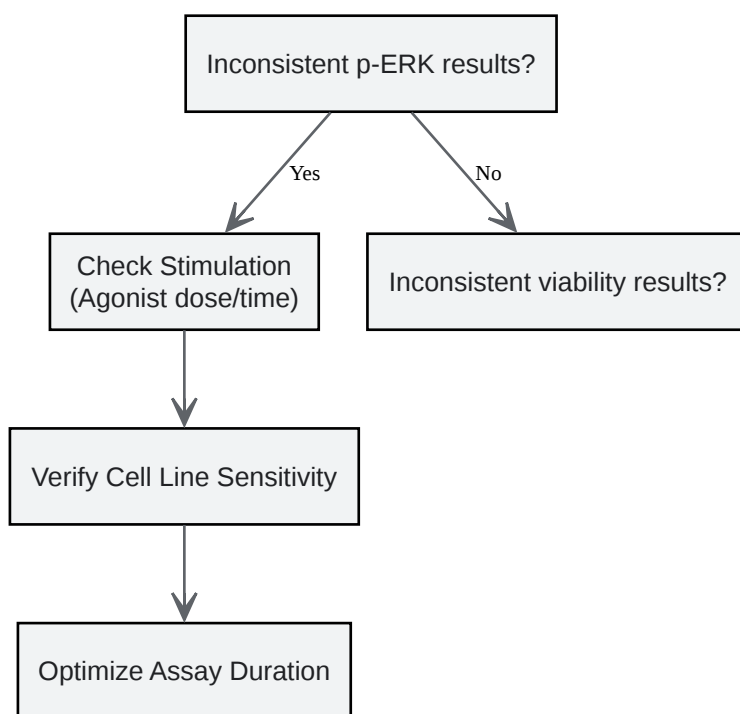 Inconsistent p-ERK results?
Yes
No
Check Stimulation
(Agonist dose/time)
Inconsistent viability results?
Verify Cell Line Sensitivity
Optimize Assay Duration